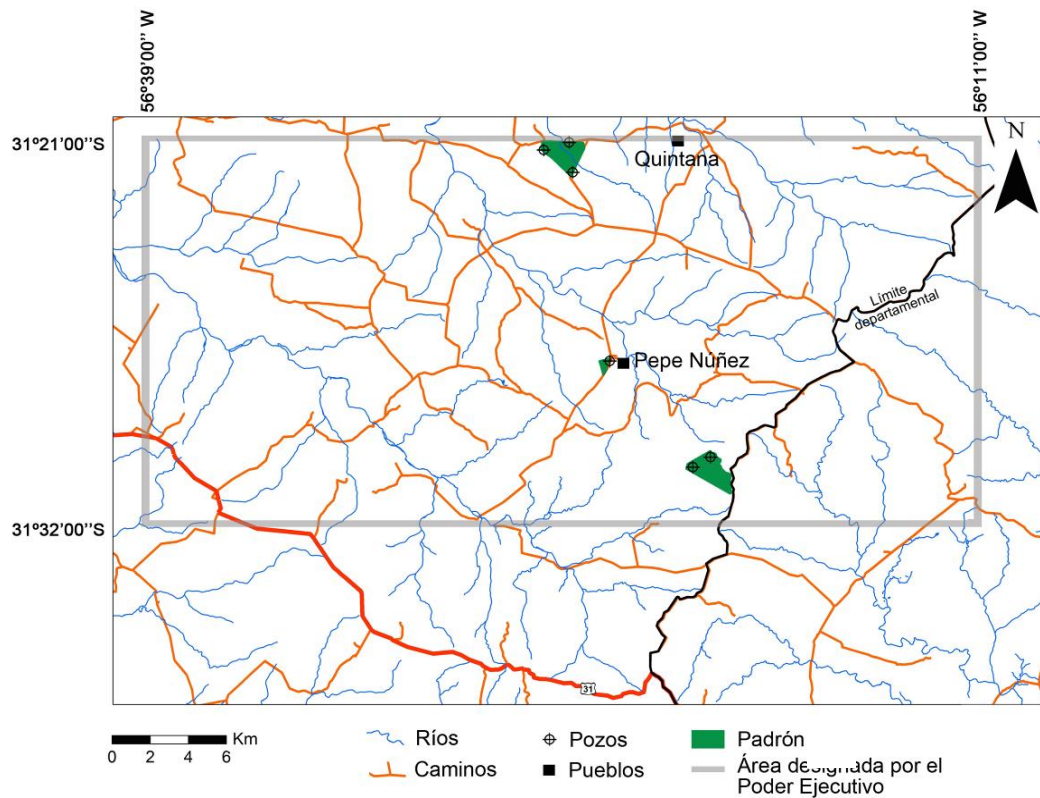 56°39'00'' W
56°11'00'' W
31°21'00''S
N
Quintana
Límite
departamental
Pepe Núñez
31°32'00''S
31
Km
0 2 4 6
Ríos
Caminos
Pozos
Pueblos
Padrón
Área designada por el
Poder Ejecutivo